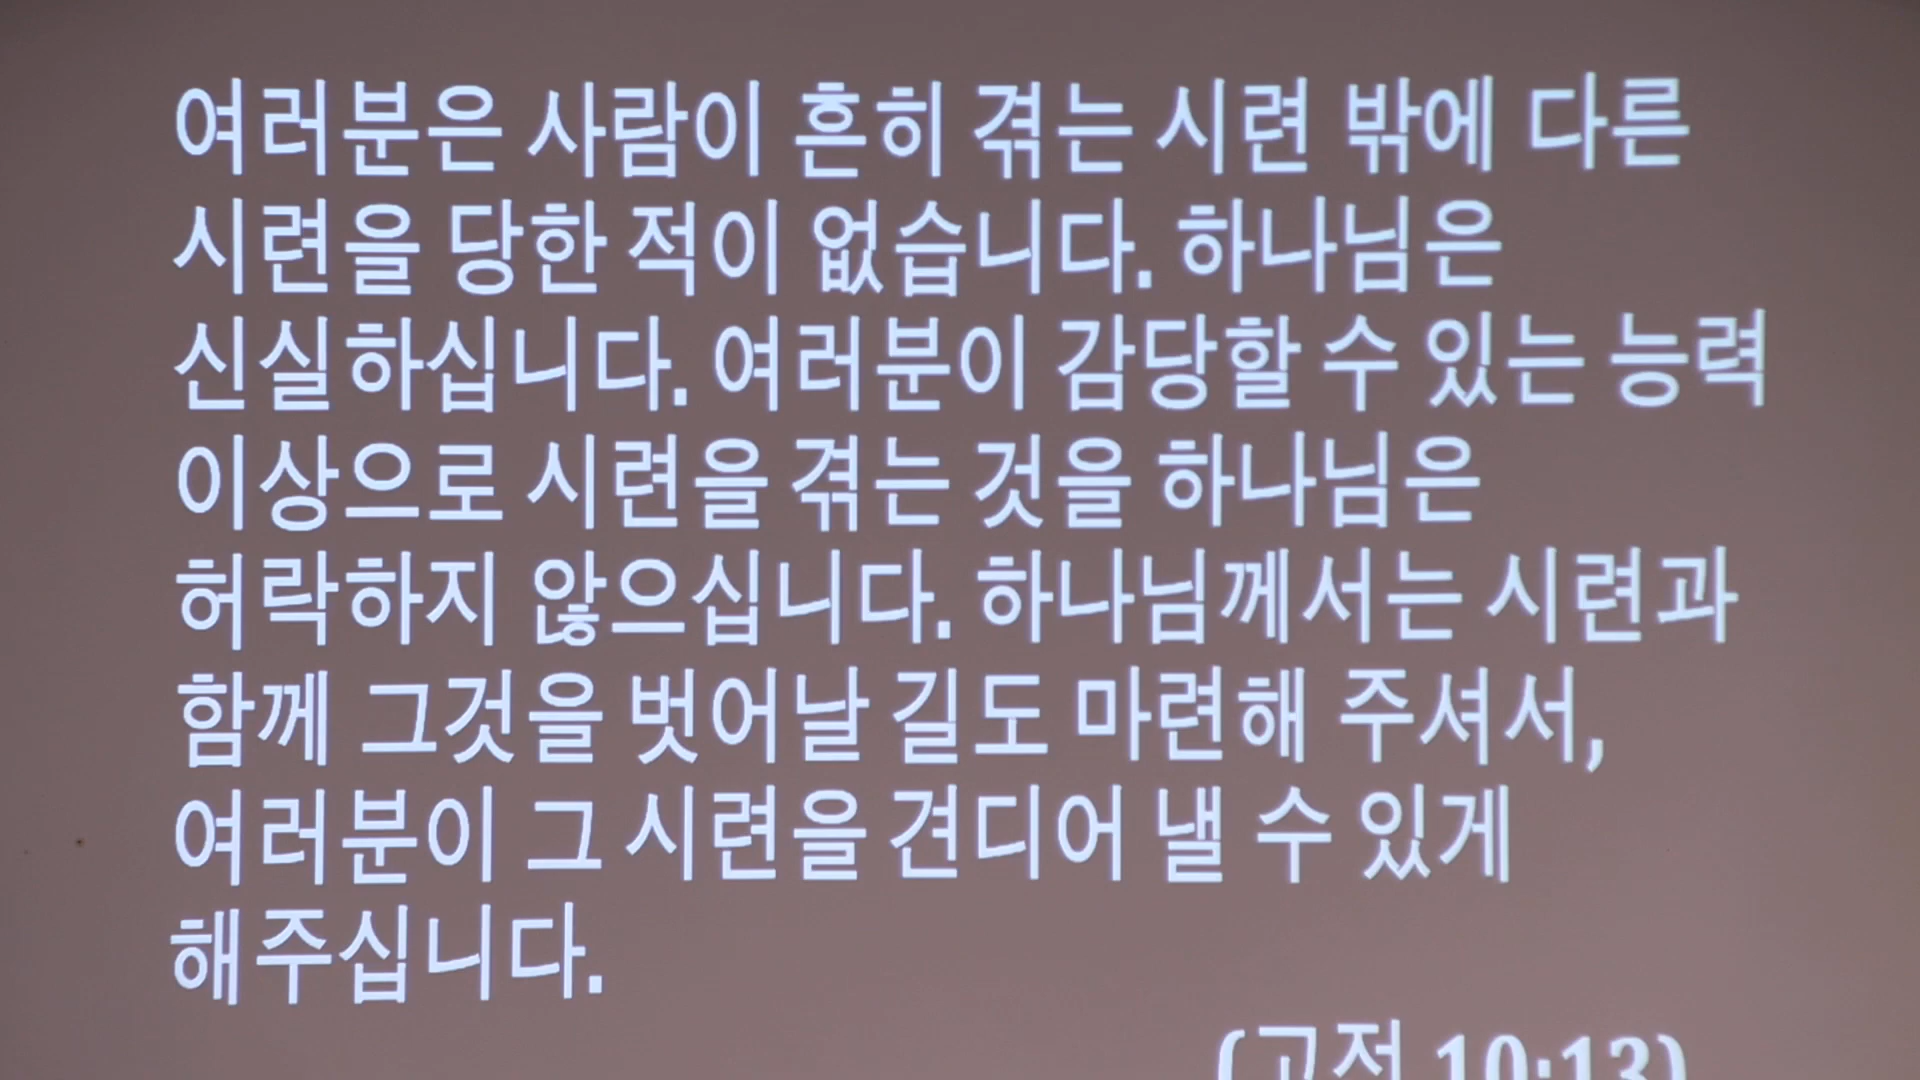 여러분은 사람이 흔히 겪는 시련 밖에 다른
시련을 당한 적이 없습니다. 하나님은
신실하십니다. 여러분이 감당할 수 있는 능력
이상으로 시련을 겪는 것을 하나님은
허락하지 않으십니다. 하나님께서는 시련과
함께 그것을 벗어날 길도 마련해 주셔서,
여러분이 그 시련을 견디어 낼 수 있게
해주십니다.
(고전 10:13)